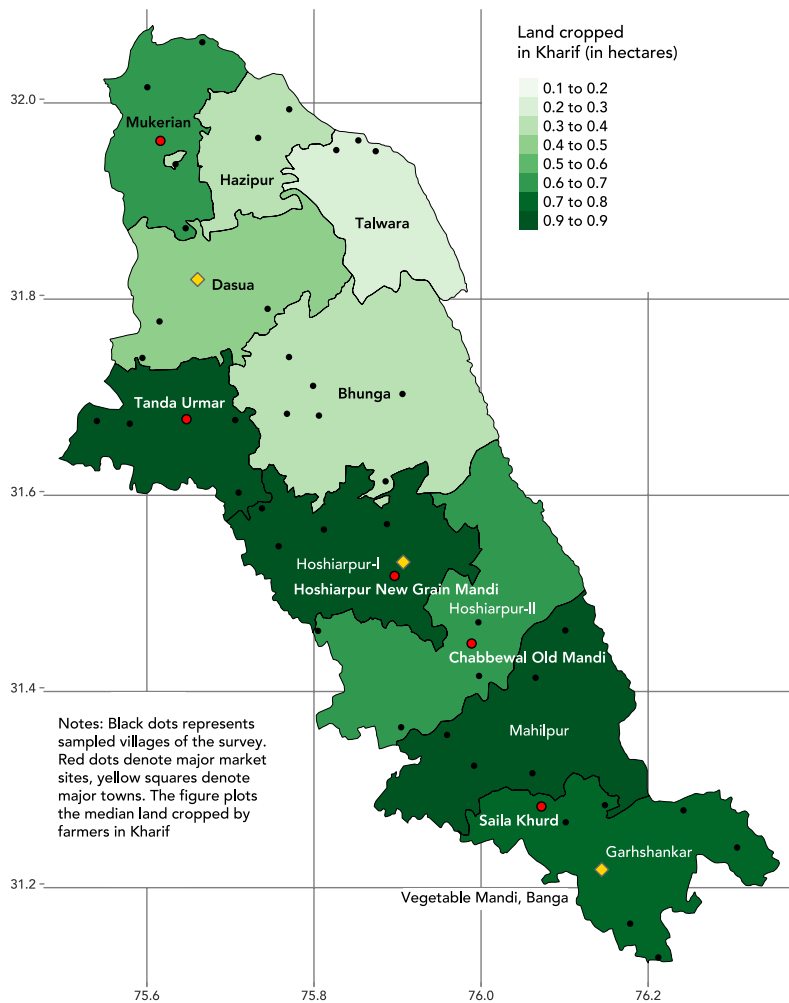 Land cropped
in Kharif (in hectares)
0.1 to 0.2
0.2 to 0.3
0.3 to 0.4
0.4 to 0.5
0.5 to 0.6
0.6 to 0.7
0.7 to 0.8
0.9 to 0.9
32.0
31.8
31.6
31.4
31.2
Mukerian
Hazipur
Talwara
Dasua
Bhunga
Tanda Urmar
Hoshiarpur-I
Hoshiarpur New Grain Mandi
Hoshiarpur-II
Chabbewal Old Mandi
Mahilpur
Saila Khurd
Garhshankar
Vegetable Mandi, Banga
Notes: Black dots represents
sampled villages of the survey.
Red dots denote major market
sites, yellow squares denote
major towns. The figure plots
the median land cropped by
farmers in Kharif
75.6
75.8
76.0
76.2